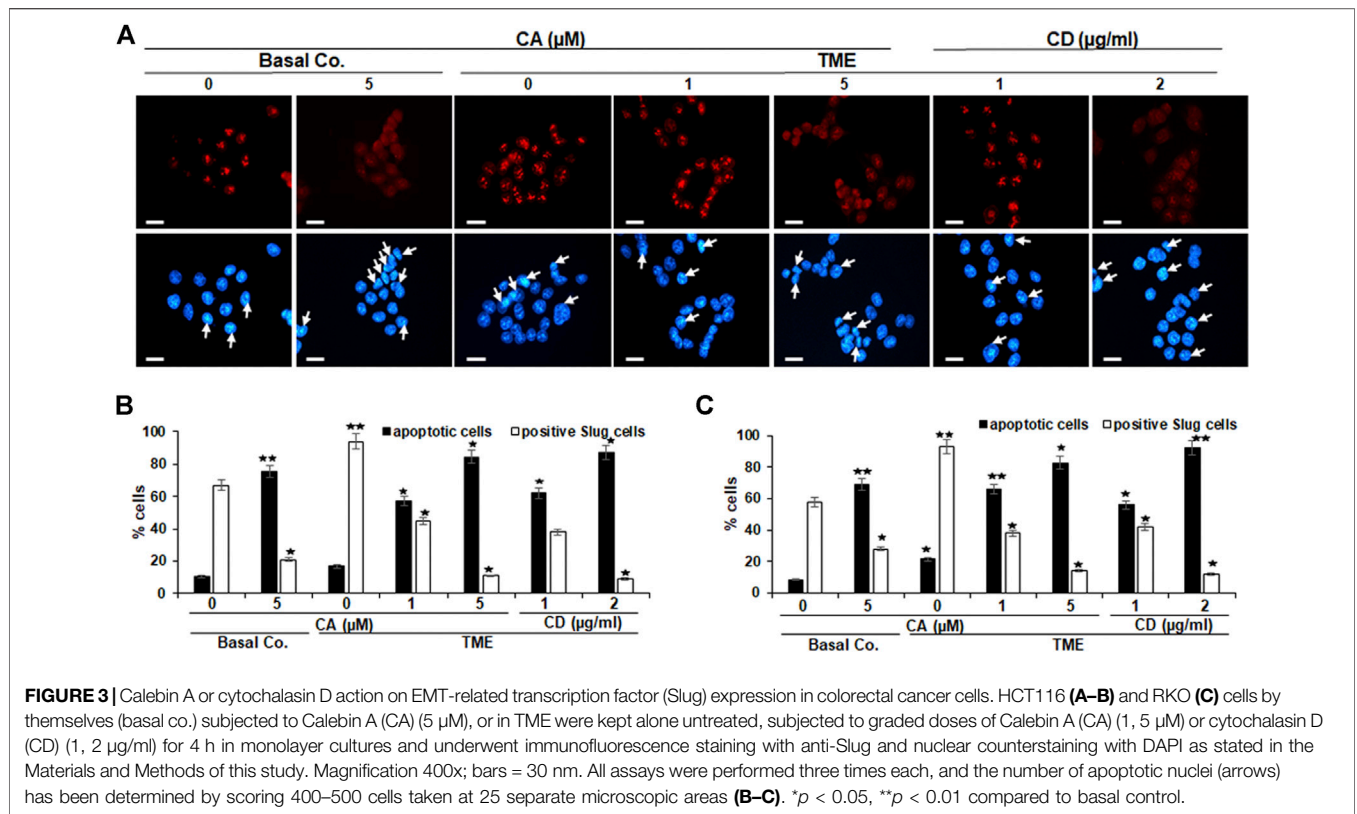 A
CA (µM) CD (µg/ml)
Basal Co. TME
0 5 0 1 5 1 2
B
■apoptotic cells □positive Slug cells
% cells
100
80
60
40
20
0
★★ ★ ★★ ★ ★ ★ ★ ★ ★ ★
0 5 0 1 5 1 2
CA (µM) CD (µg/ml)
Basal Co. TME
C
■apoptotic cells □positive Slug cells
% cells
100
80
60
40
20
0
★★ ★ ★ ★★ ★★ ★ ★ ★ ★ ★ ★★ ★
0 5 0 1 5 1 2
CA (µM) CD (µg/ml)
Basal Co. TME
FIGURE 3 | Calebin A or cytochalasin D action on EMT-related transcription factor (Slug) expression in colorectal cancer cells. HCT116 (A–B) and RKO (C) cells by
themselves (basal co.) subjected to Calebin A (CA) (5 µM), or in TME were kept alone untreated, subjected to graded doses of Calebin A (CA) (1, 5 µM) or cytochalasin D
(CD) (1, 2 µg/ml) for 4 h in monolayer cultures and underwent immunofluorescence staining with anti-Slug and nuclear counterstaining with DAPI as stated in the
Materials and Methods of this study. Magnification 400x; bars = 30 nm. All assays were performed three times each, and the number of apoptotic nuclei (arrows)
has been determined by scoring 400–500 cells taken at 25 separate microscopic areas (B–C). *p < 0.05, **p < 0.01 compared to basal control.